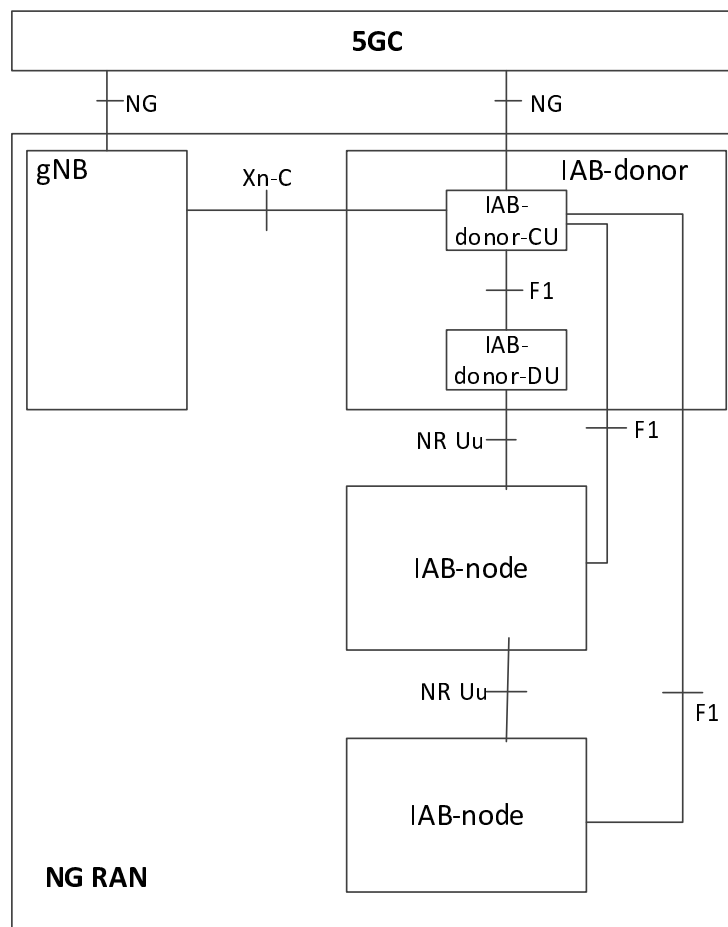 5GC
NG
NG
gNB
IAB-donor
Xn-C
IAB-
donor-CU
F1
IAB-
donor-DU
NR Uu
F1
IAB-node
NR Uu
F1
IAB-node
NG RAN